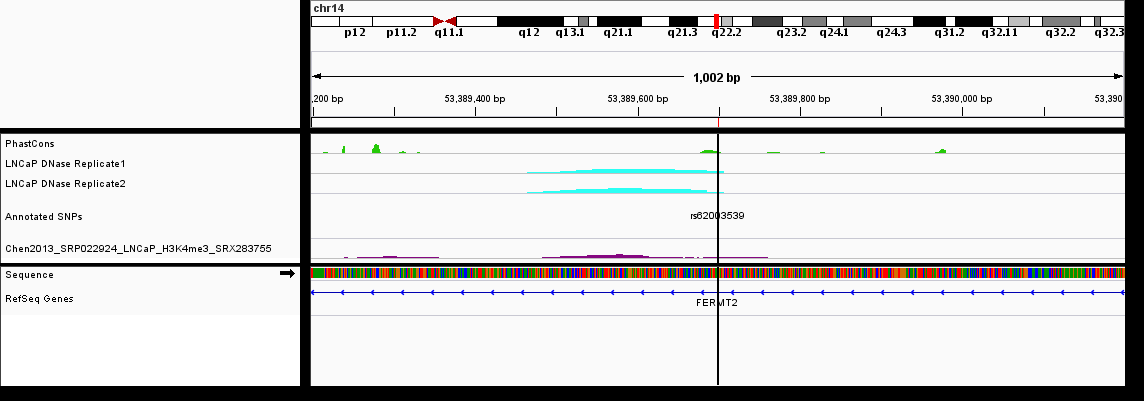 chr14
p12 p11.2 q11.1 q12 q13.1 q21.1 q21.3 q22.2 q23.2 q24.1 q24.3 q31.2 q32.11 q32.2 q32.3
1,002 bp
,200 bp 53,389,400 bp 53,389,600 bp 53,389,800 bp 53,390,000 bp 53,390
PhastCons
LNCaP DNase Replicate1
LNCaP DNase Replicate2
Annotated SNPs rs62003539
Chen2013_SRP022924_LNCaP_H3K4me3_SRX283755
Sequence
RefSeq Genes
FERMT2